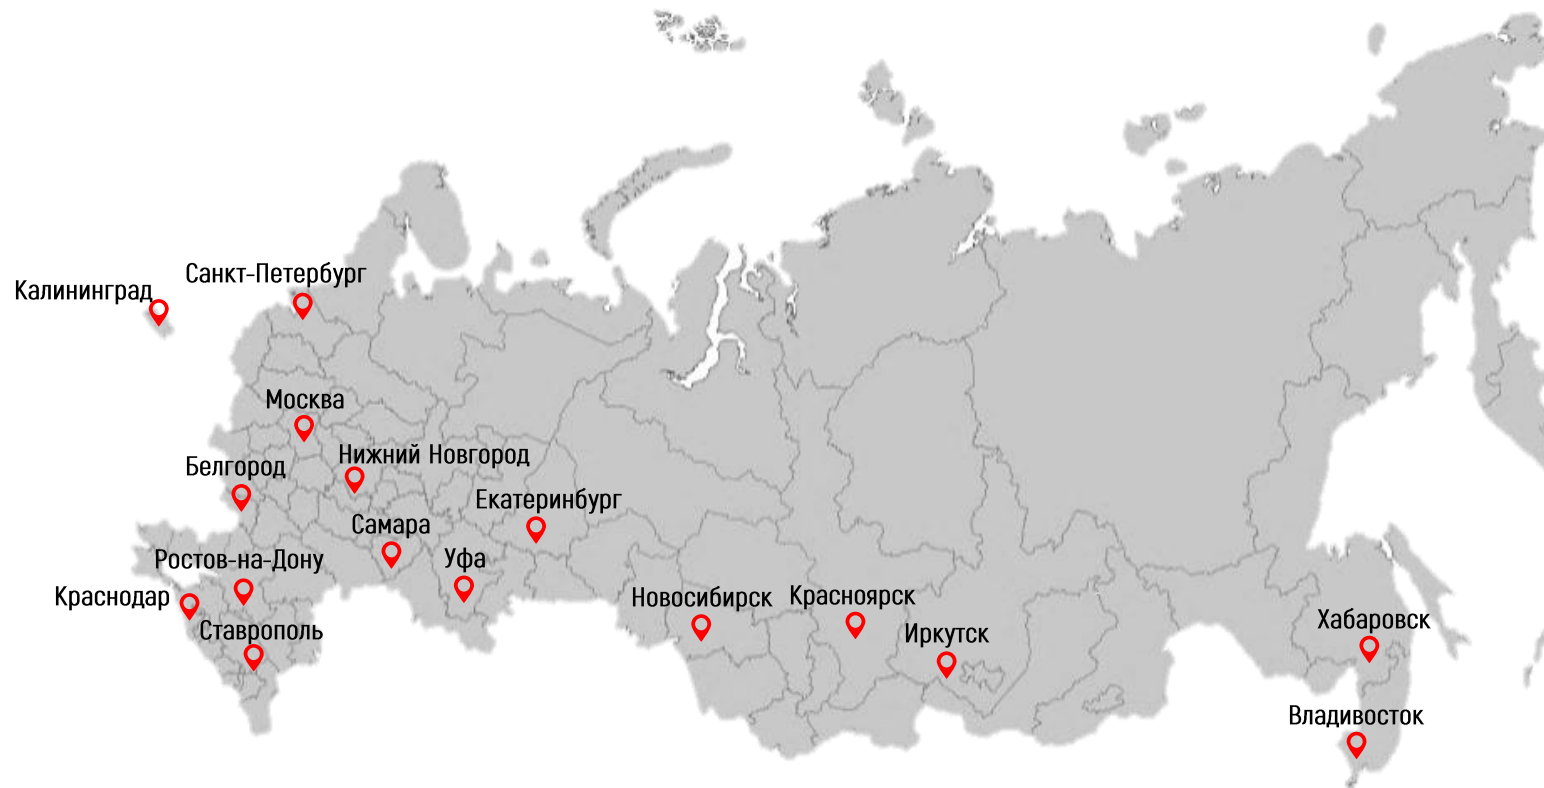 Санкт-Петербург
Калининград
Москва
Нижний Новгород
Белгород
Екатеринбург
Самара
Уфа
Ростов-на-Дону
Краснодар
Новосибирск
Красноярск
Хабаровск
Ставрополь
Иркутск
Владивосток